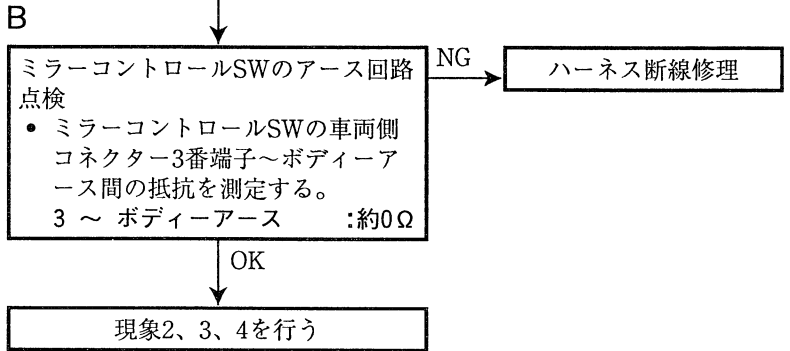 B
ミラーコントロールSWのアース回路
点検
● ミラーコントロールSWの車両側
コネクター3番端子～ボディーア
ース間の抵抗を測定する。
3 ～ ボディーアース :約0Ω
NG
ハーネス断線修理
OK
現象2、3、4を行う